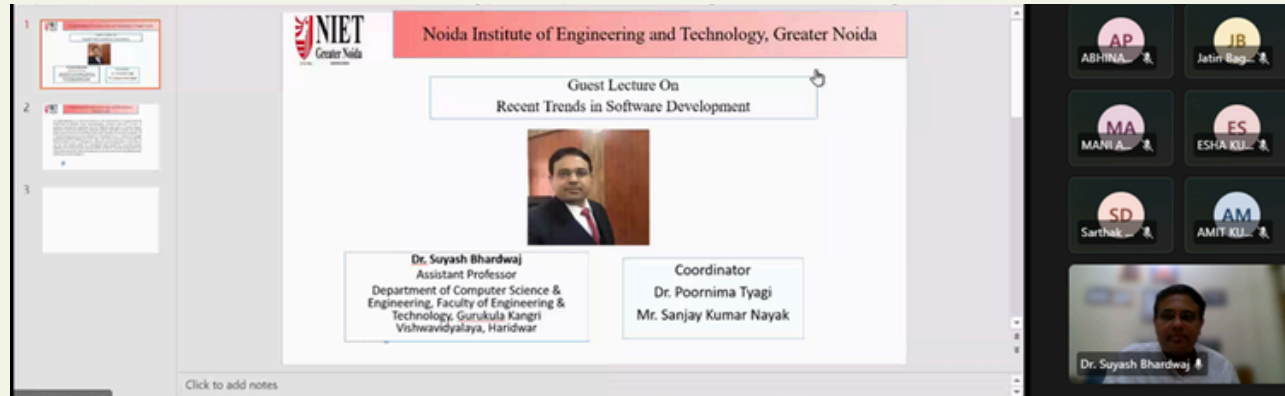 1
2
3
NIET
Greater Noida
Noida Institute of Engineering and Technology, Greater Noida
Guest Lecture On
Recent Trends in Software Development
Dr. Suyash Bhardwaj
Assistant Professor
Department of Computer Science &
Engineering, Faculty of Engineering &
Technology, Gurukula Kangri
Vishwavidyalaya, Haridwar
Coordinator
Dr. Poornima Tyagi
Mr. Sanjay Kumar Nayak
Click to add notes
AP
ABHINA...
JB
Jatin Bag...
MA
MANI A...
ES
ESHA KU...
SD
Sarthak ...
AM
AMIT KU...
Dr. Suyash Bhardwaj